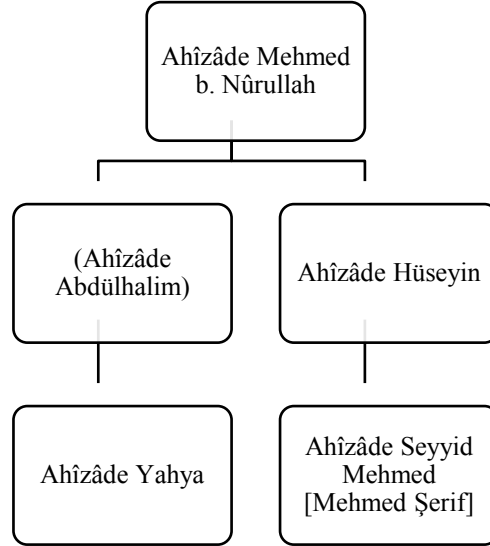 Ahîzâde Mehmed
b. Nûrullah
(Ahîzâde
Abdülhalim)
Ahîzâde Hüseyin
Ahîzâde Yahya
Ahîzâde Seyyid
Mehmed
[Mehmed Şerif]